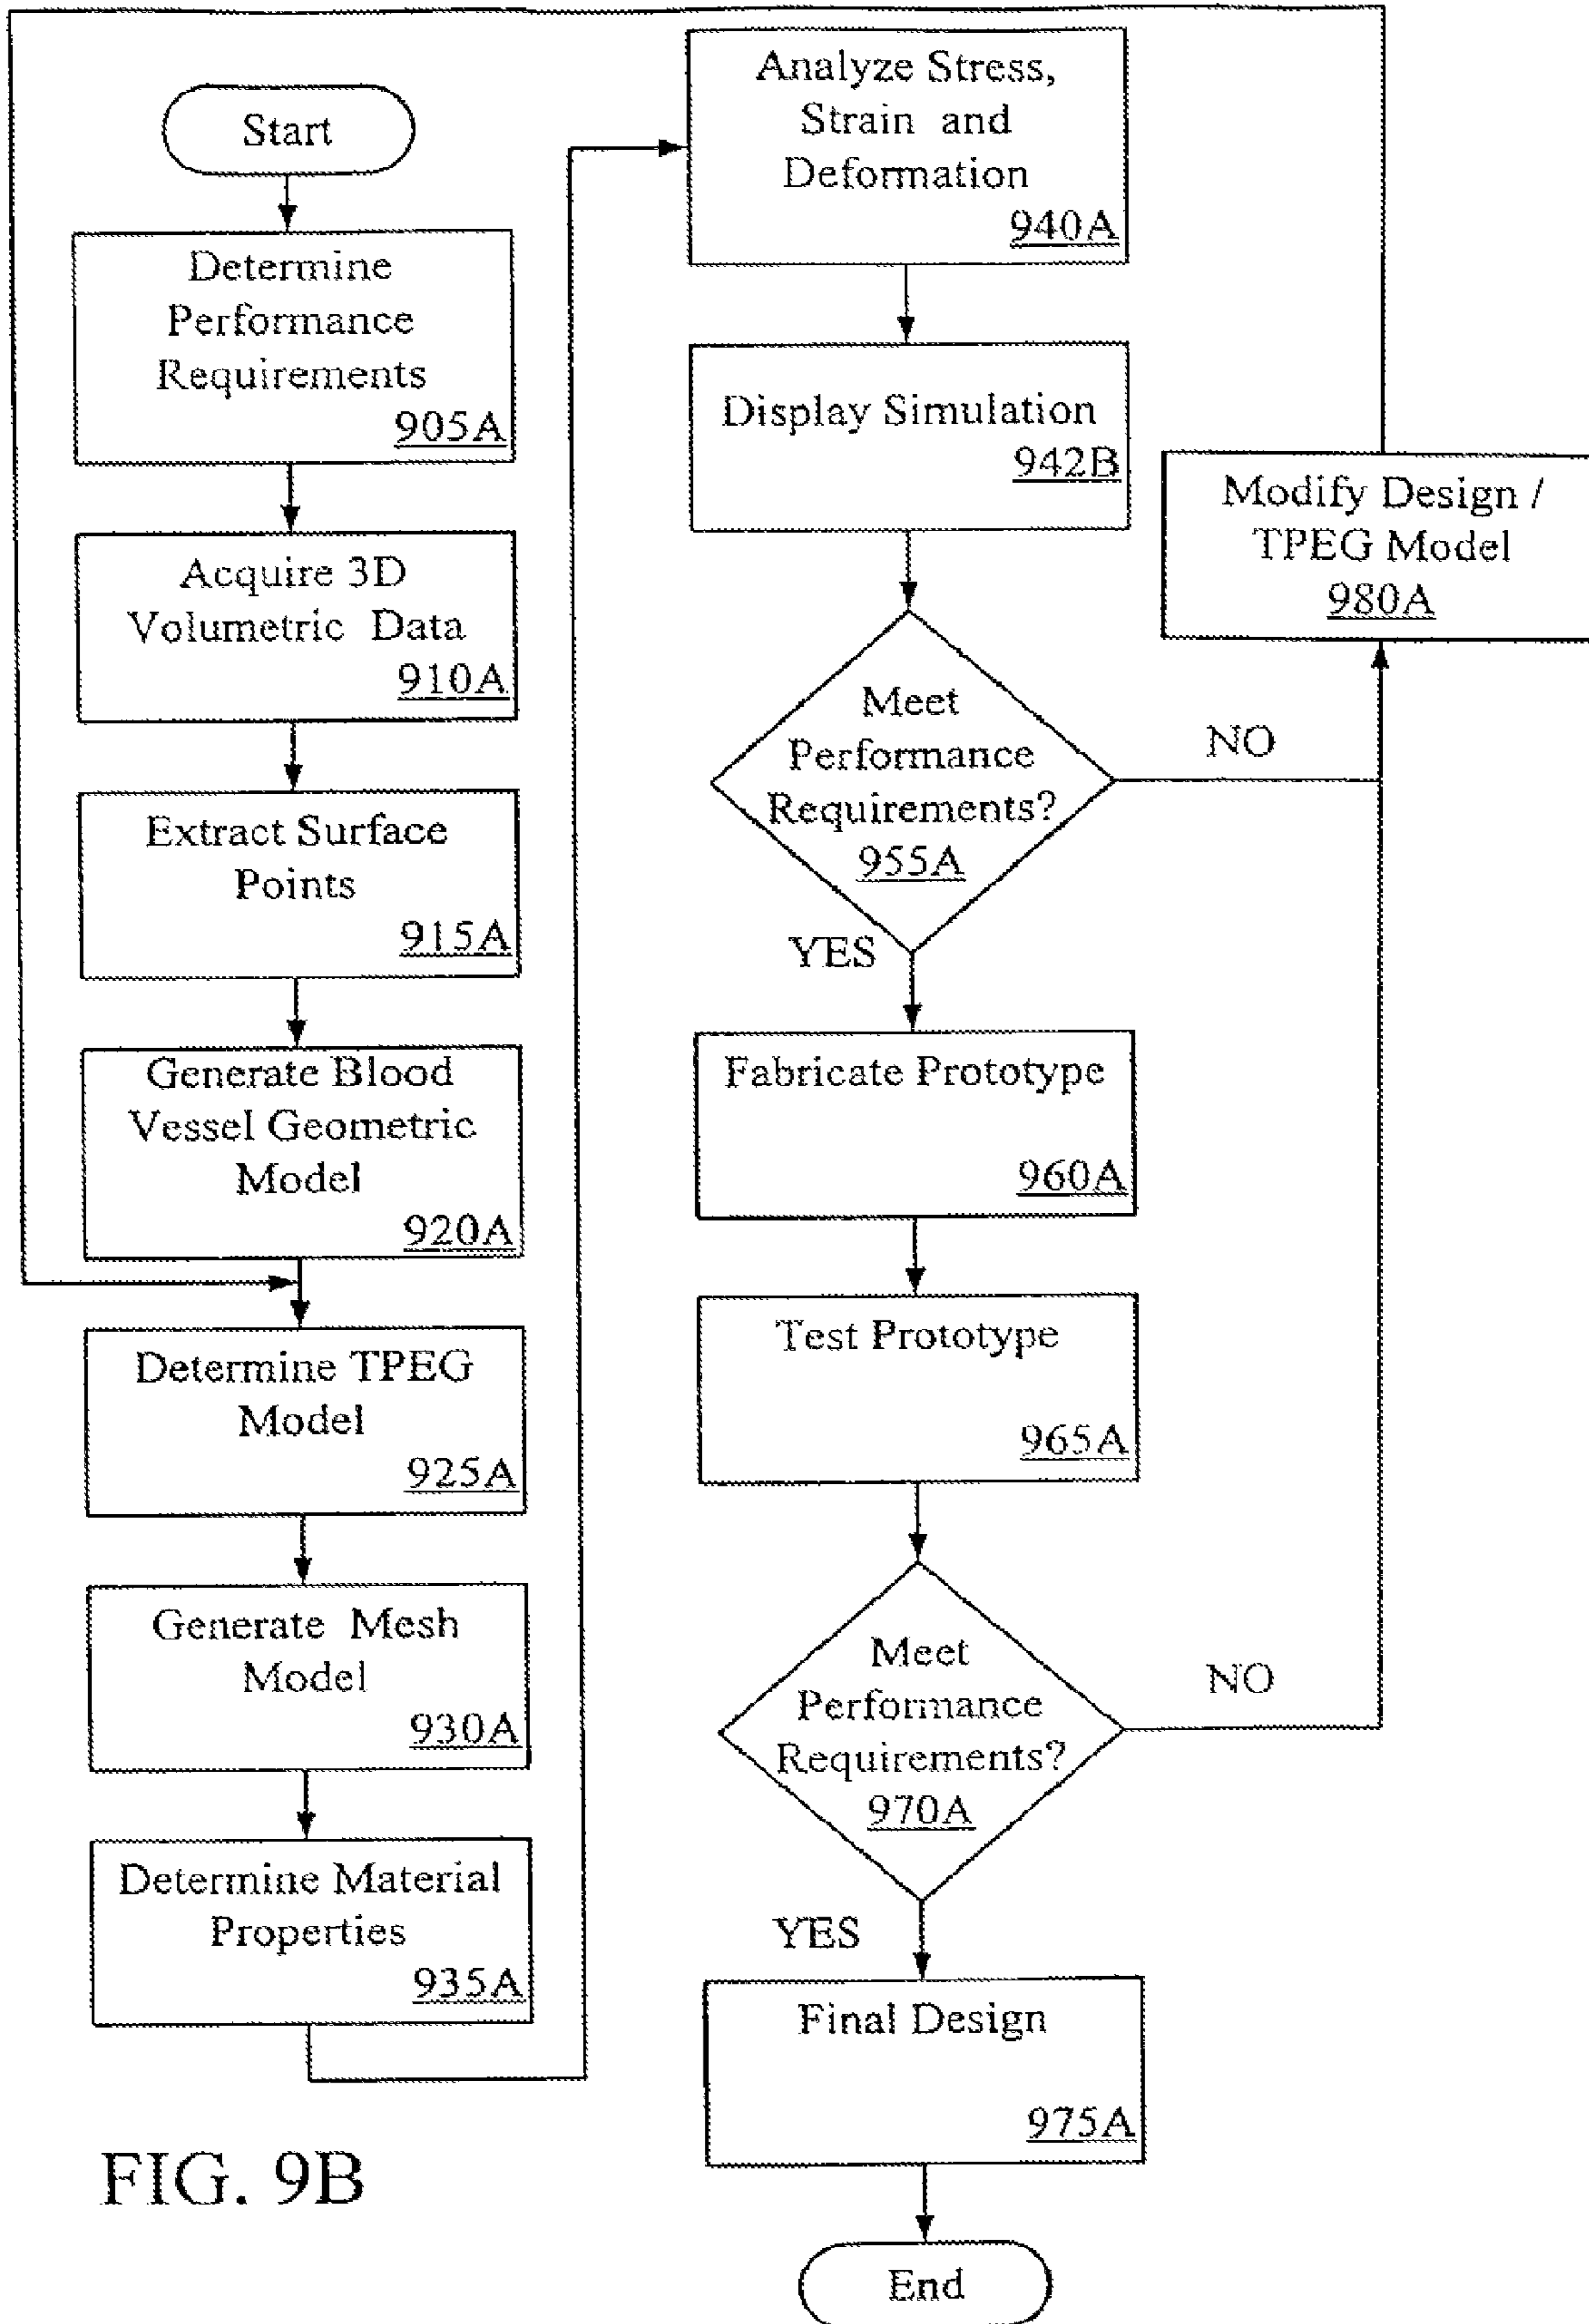 Start
Determine
Performance
Requirements
905A
Acquire 3D
Volumetric Data
910A
Extract Surface
Points
915A
Generate Blood
Vessel Geometric
Model
920A
Determine TPEG
Model
925A
Generate Mesh
Model
930A
Determine Material
Properties
935A
Analyze Stress,
Strain and
Deformation
940A
Display Simulation
942B
Meet
Performance
Requirements?
955A
NO
YES
Modify Design /
TPEG Model
980A
Fabricate Prototype
960A
Test Prototype
965A
Meet
Performance
Requirements?
970A
NO
YES
Final Design
975A
End
FIG. 9B